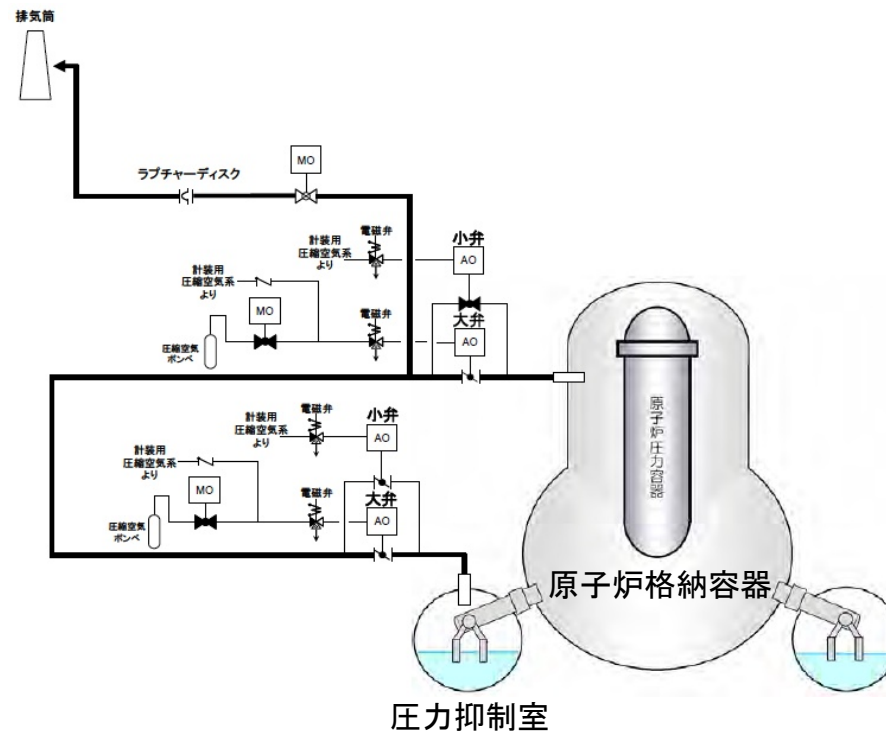 排気筒
MO
ラプチャーディスク
電磁弁
小弁
計装用
圧縮空気系
より
AO
計装用
圧縮空気系
より
MO
電磁弁
大弁
AO
圧縮空気
ボンベ
原子炉圧力容器
電磁弁
小弁
計装用
圧縮空気系
より
AO
計装用
圧縮空気系
より
MO
電磁弁
大弁
AO
圧縮空気
ボンベ
原子炉格納容器
圧力抑制室